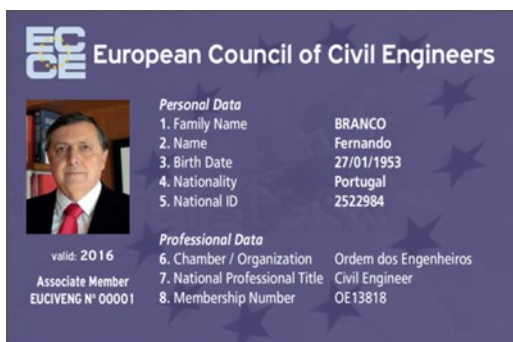 EC
CE
European Council of Civil Engineers
Personal Data
1. Family Name BRANCO
2. Name Fernando
3. Birth Date 27/01/1953
4. Nationality Portugal
5. National ID 2522984
Professional Data
6. Chamber / Organization Ordem dos Engenheiros
7. National Professional Title Civil Engineer
8. Membership Number OE13818
valid: 2016
Associate Member
EUCIVENG Nº 00001